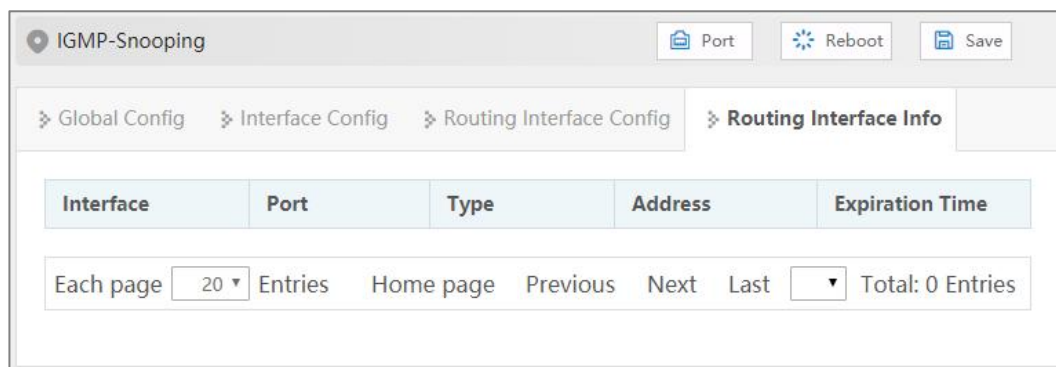 IGMP-Snooping Port Reboot Save
Global Config Interface Config Routing Interface Config Routing Interface Info
Interface Port Type Address Expiration Time
Each page 20 Entries Home page Previous Next Last Total: 0 Entries